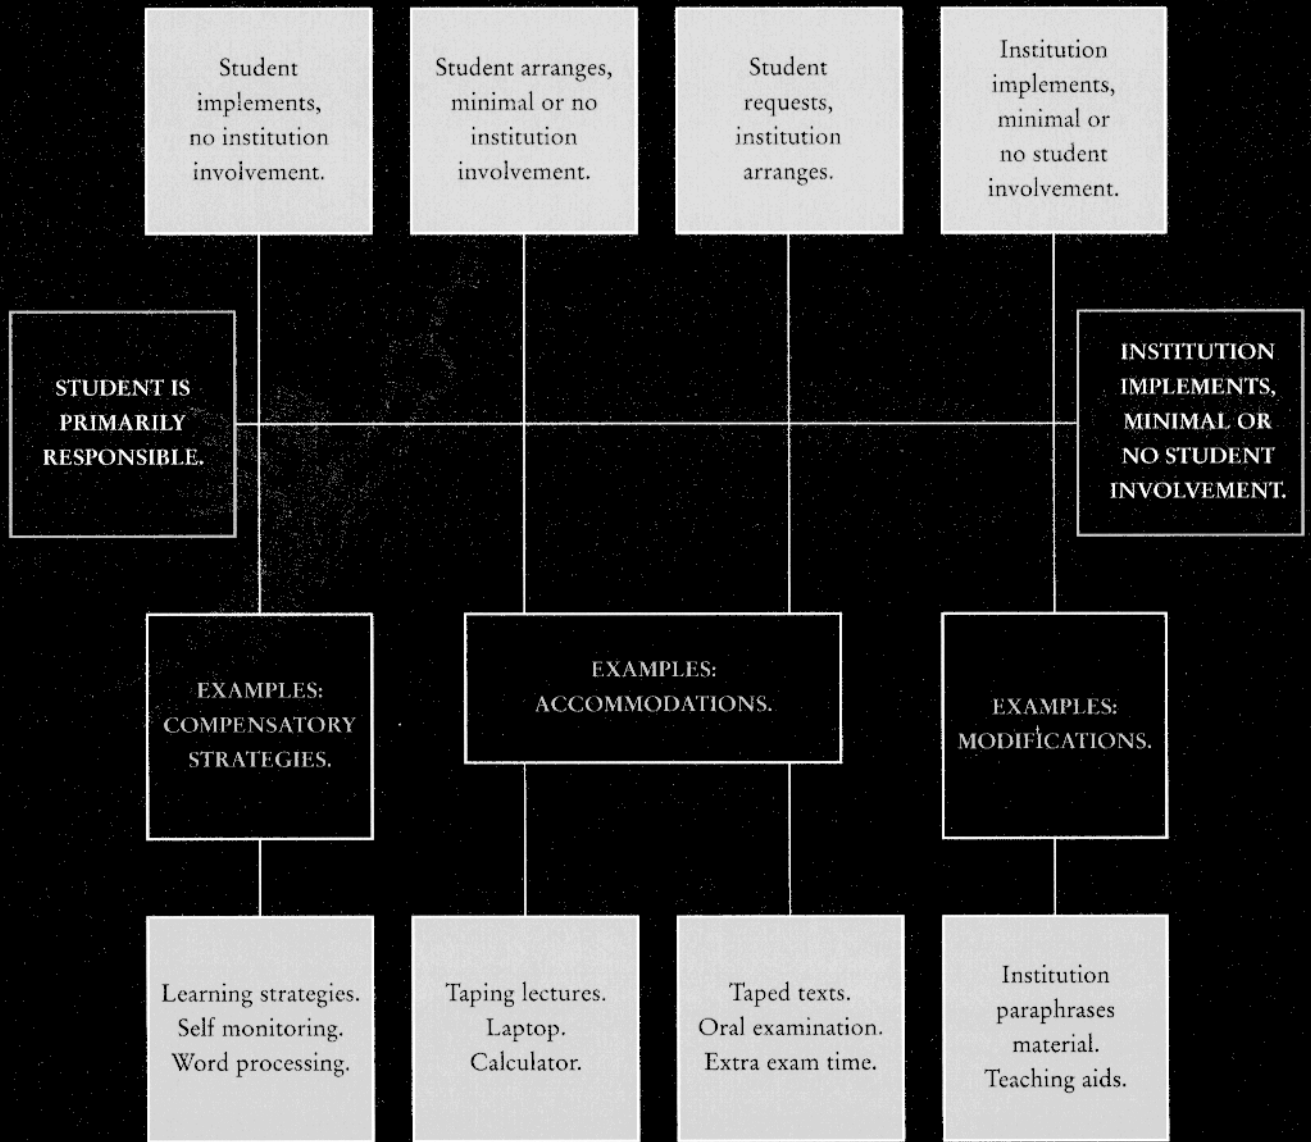 Student
implements,
no institution
involvement.
Student arranges,
minimal or no
institution
involvement.
Student
requests,
institution
arranges.
Institution
implements,
minimal or
no student
involvement.
STUDENT IS
PRIMARILY
RESPONSIBLE.
INSTITUTION
IMPLEMENTS,
MINIMAL OR
NO STUDENT
INVOLVEMENT.
EXAMPLES:
COMPENSATORY
STRATEGIES.
EXAMPLES:
ACCOMMODATIONS.
EXAMPLES:
MODIFICATIONS.
Learning strategies.
Self monitoring.
Word processing.
Taping lectures.
Laptop.
Calculator.
Taped texts.
Oral examination.
Extra exam time.
Institution
paraphrases
material.
Teaching aids.